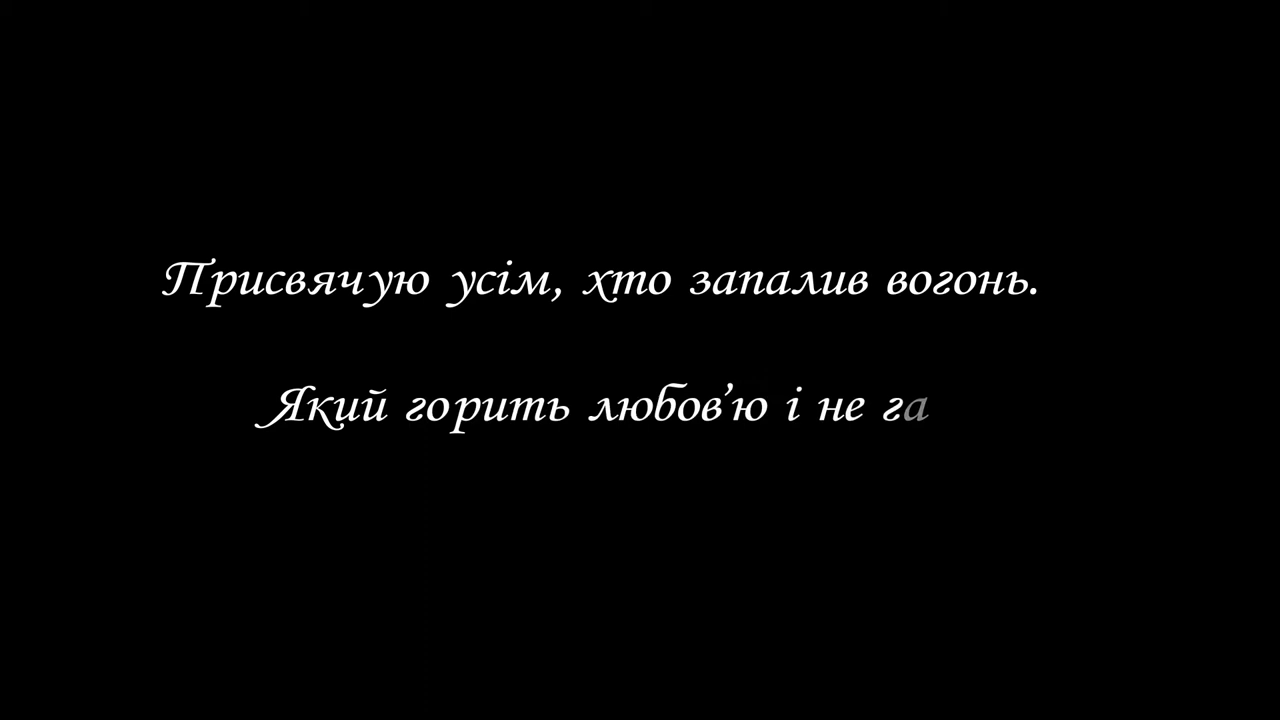 Присвячую усім, хто запалив вогонь.
Який горить любов’ю і не га